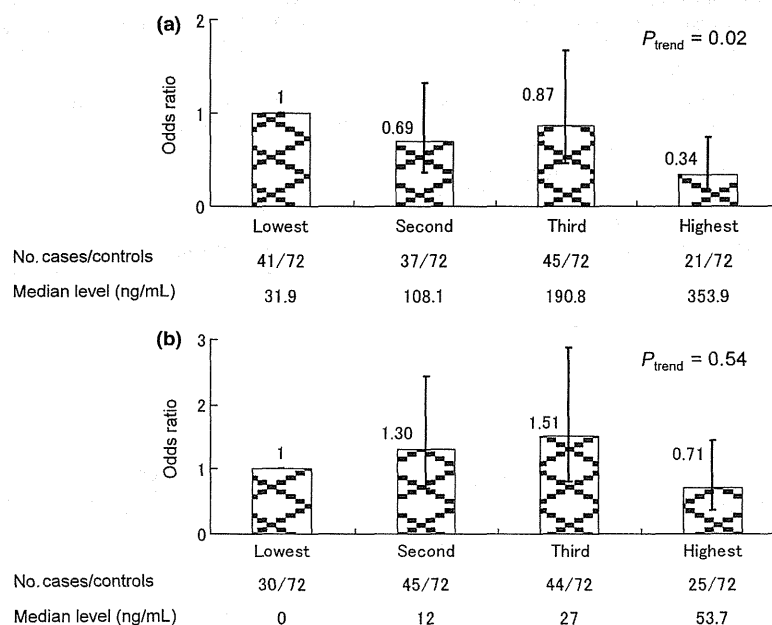 (a)
P trend = 0.02
Odds ratio
2
1
0
1
0.69
0.87
0.34
Lowest Second Third Highest
No. cases/controls 41/72 37/72 45/72 21/72
Median level (ng/mL) 31.9 108.1 190.8 353.9
(b)
P trend = 0.54
Odds ratio
3
2
1
0
1
1.30
1.51
0.71
Lowest Second Third Highest
No. cases/controls 30/72 45/72 44/72 25/72
Median level (ng/mL) 0 12 27 53.7